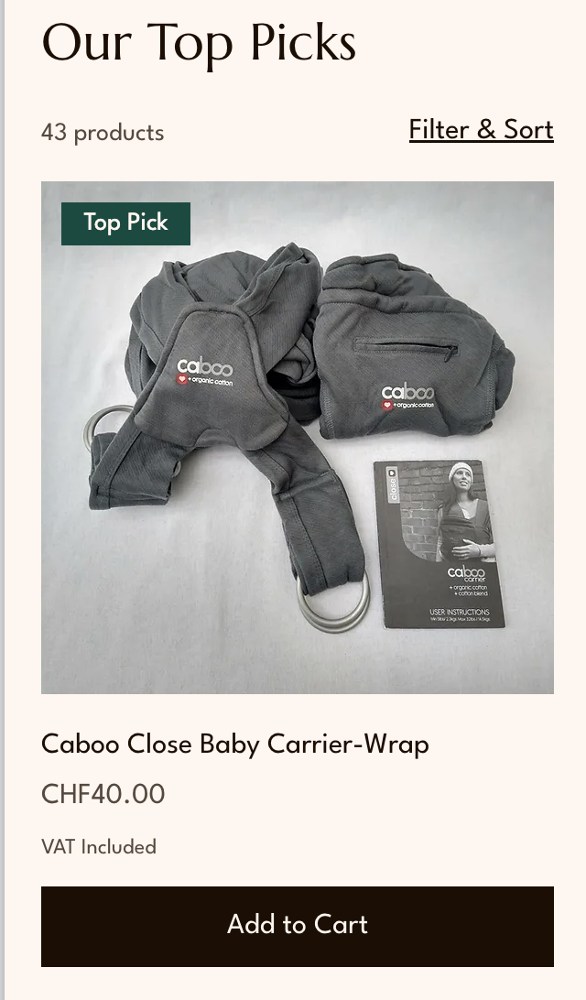 Our Top Picks
43 products
Filter & Sort
Top Pick
caboo
+ organic cotton
caboo
+ organic cotton
close
caboo
carrier
+ organic cotton
+ cotton blend
USER INSTRUCTIONS
Caboo Close Baby Carrier-Wrap
CHF40.00
VAT Included
Add to Cart